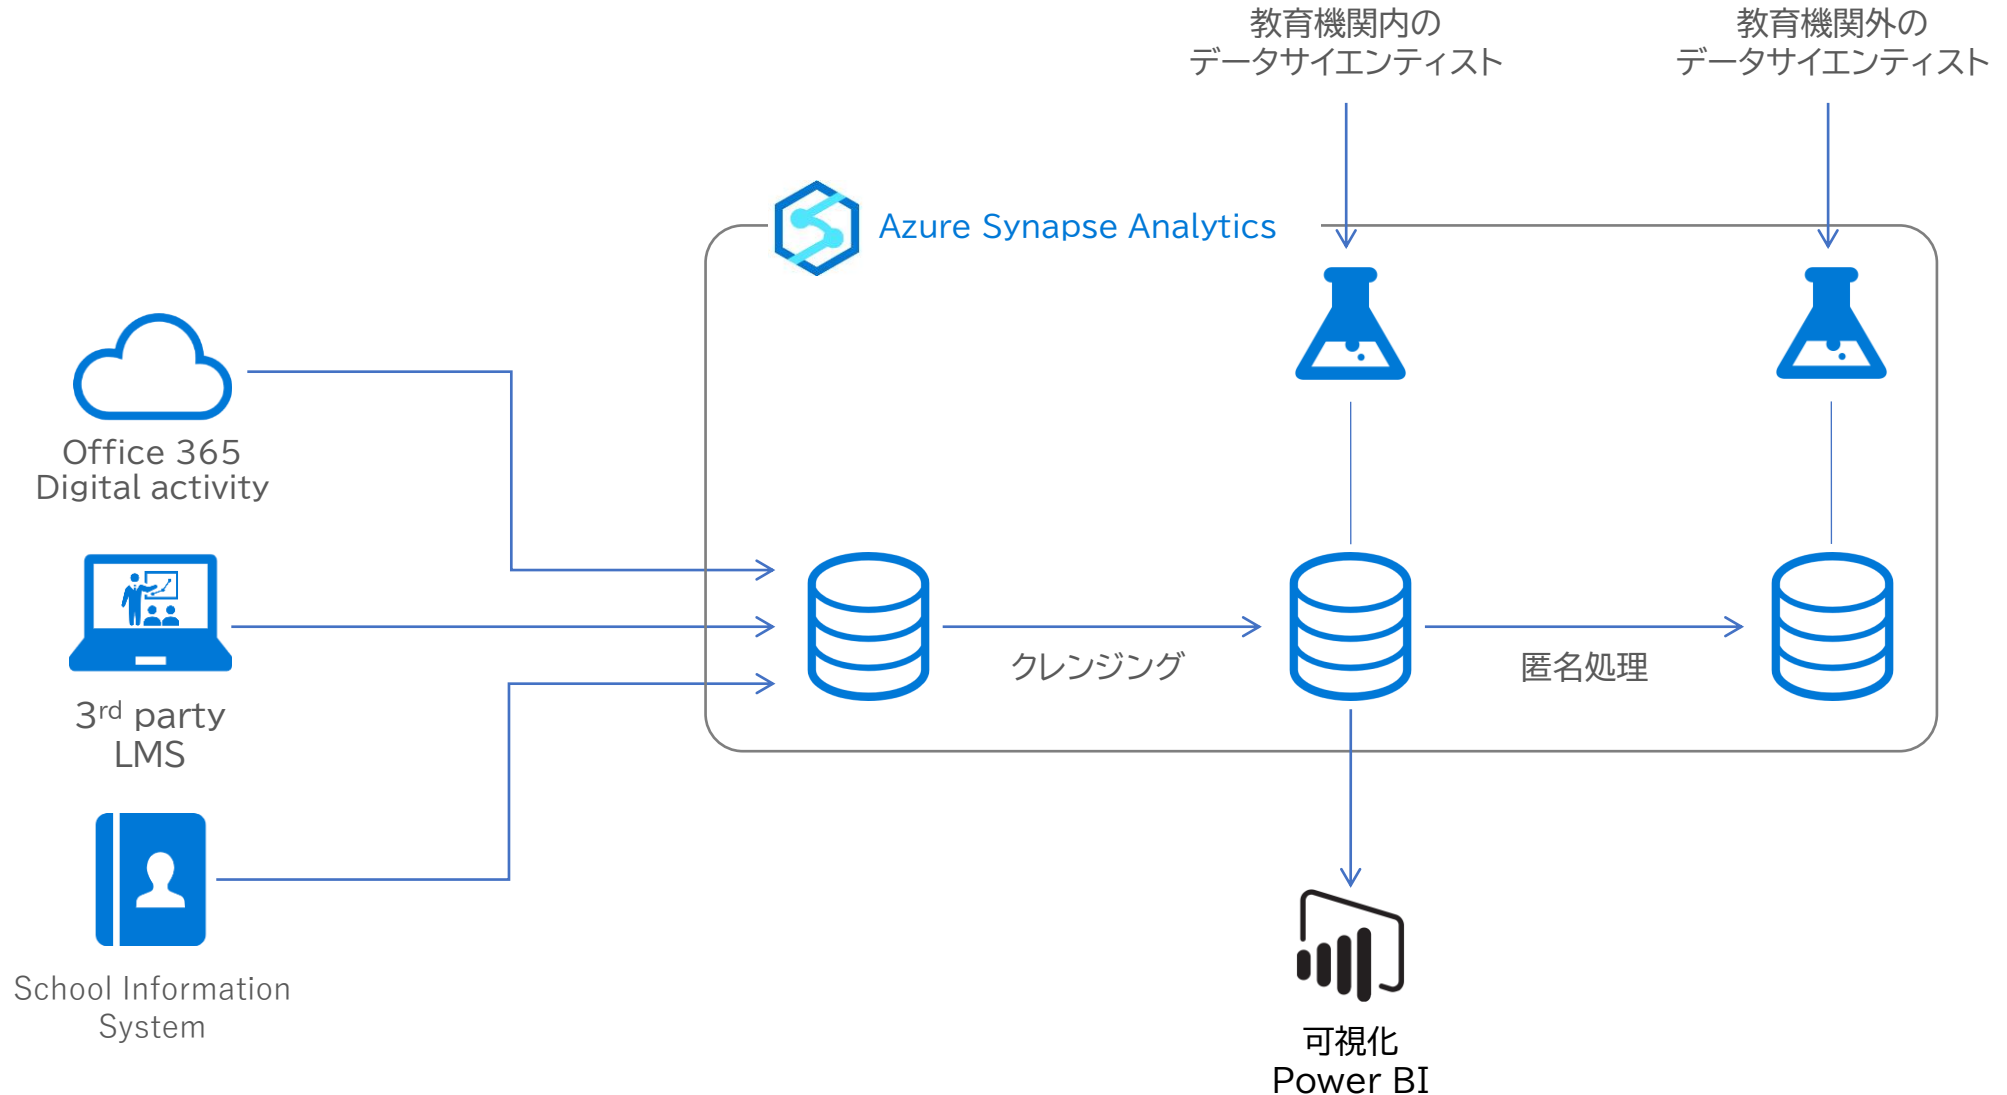 教育機関内の
データサイエンティスト
教育機関外の
データサイエンティスト
Azure Synapse Analytics
Office 365
Digital activity
3rd party
LMS
School Information
System
クレンジング
匿名処理
可視化
Power BI